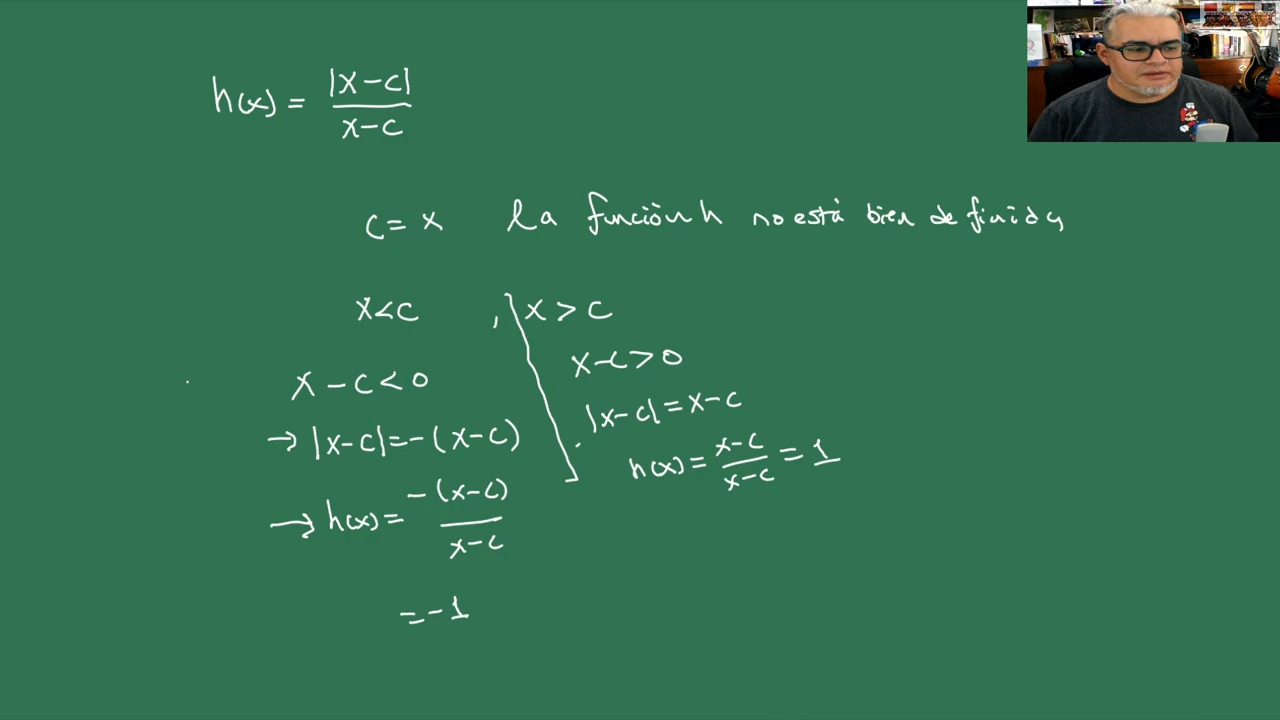 h(x) = |x-c| / x-c
c = x la función h no está bien definida
x < c , x > c
x - c < 0
→ |x-c| = -(x-c)
→ h(x) = -(x-c) / x-c
= -1
x-c > 0
|x-c| = x-c
h(x) = x-c / x-c = 1